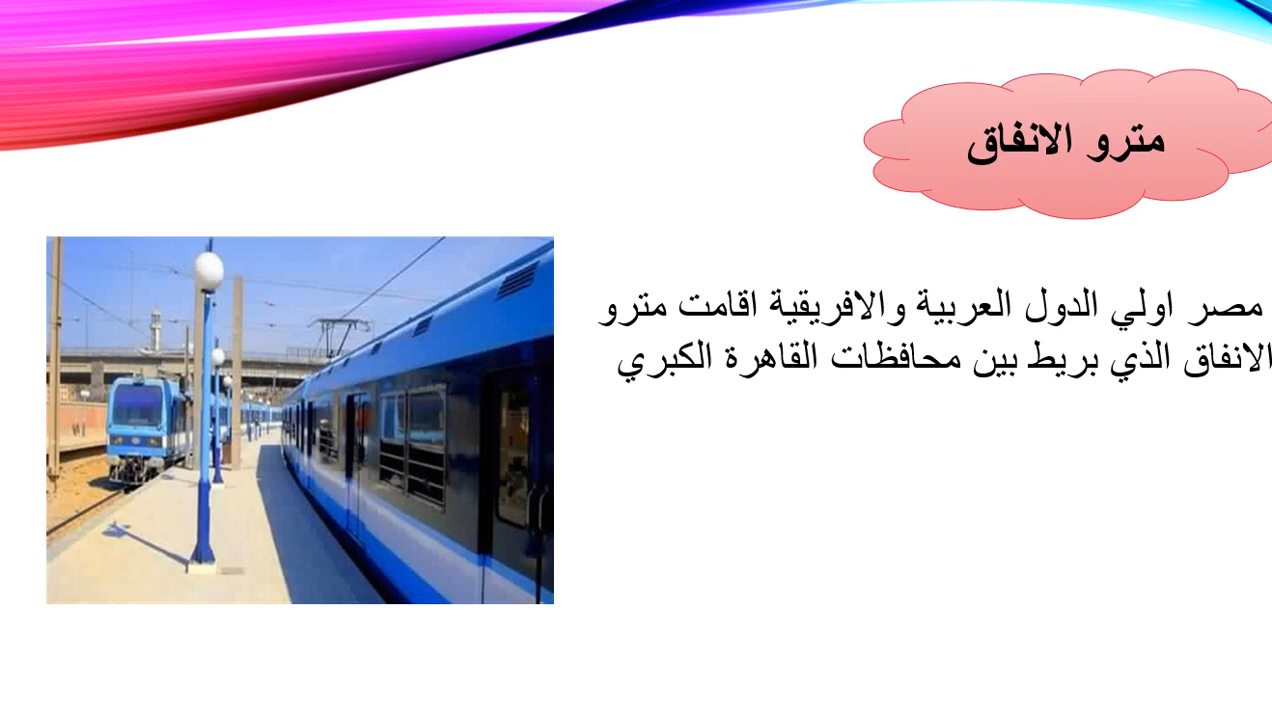 مترو الانفاق
مصر اولي الدول العربية والافريقية اقامت مترو
الانفاق الذي بريط بين محافظات القاهرة الكبري